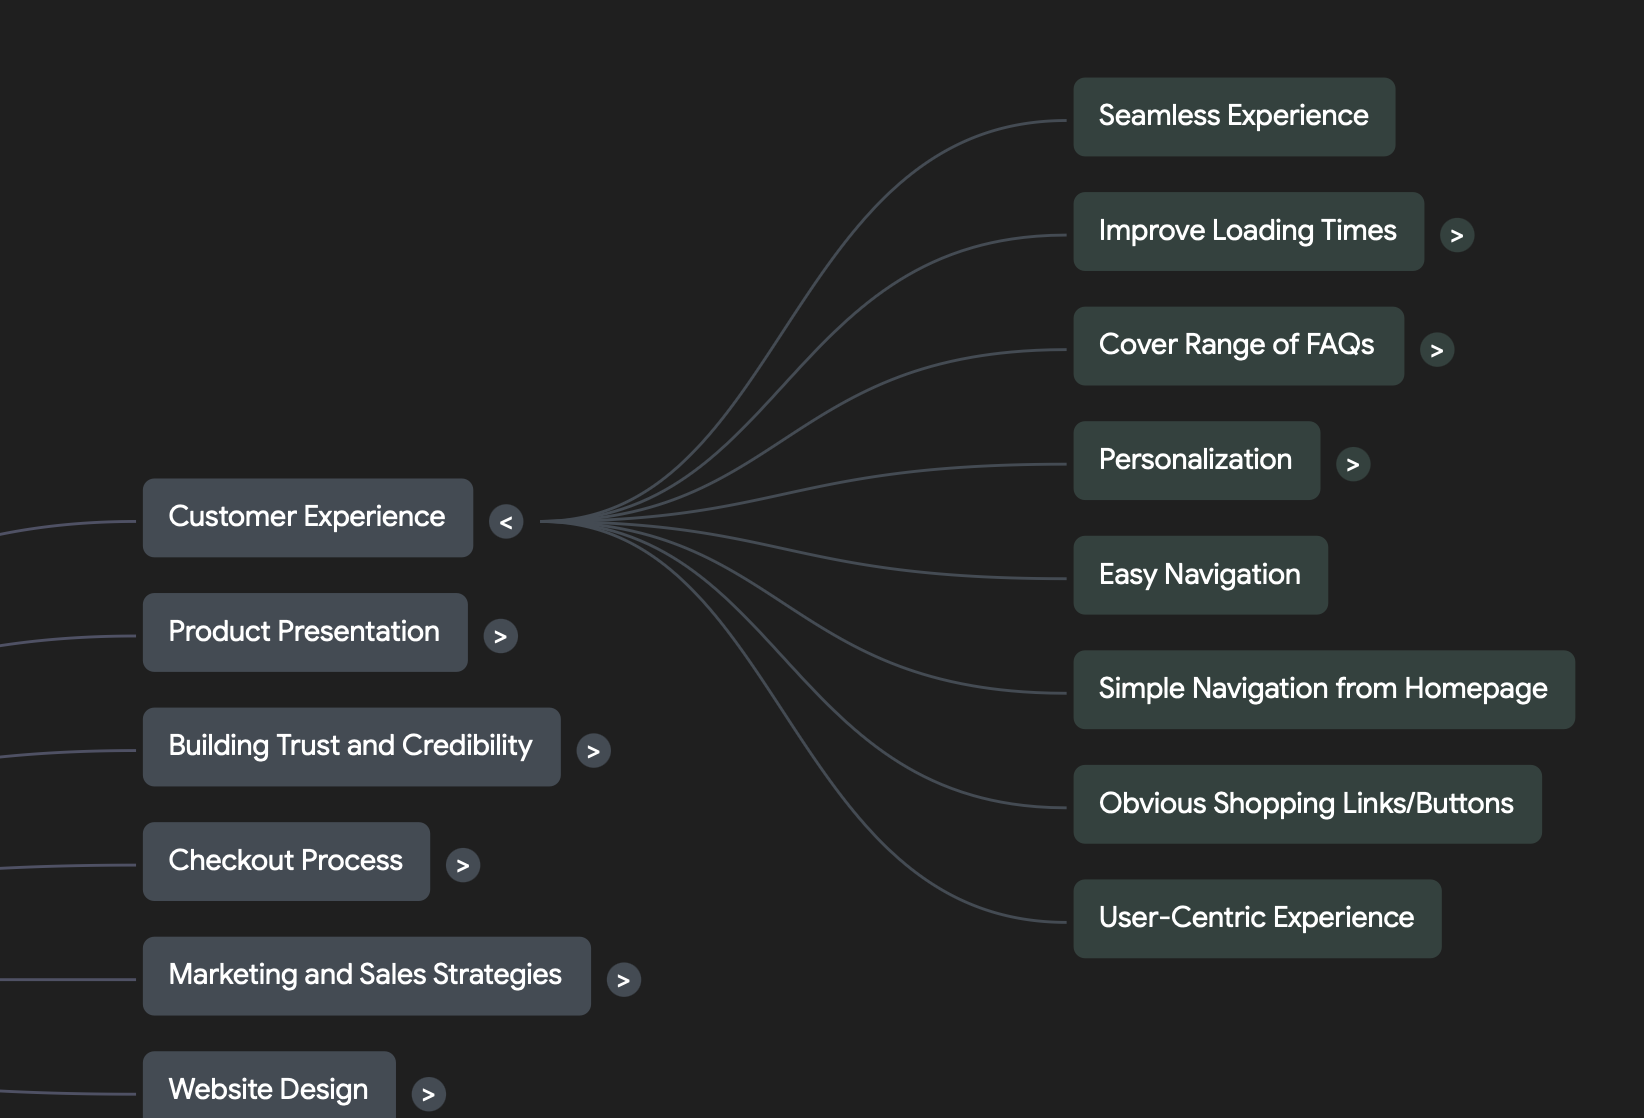 Seamless Experience
Improve Loading Times >
Cover Range of FAQs >
Personalization >
Customer Experience <
Easy Navigation
Product Presentation >
Simple Navigation from Homepage
Building Trust and Credibility >
Obvious Shopping Links/Buttons
Checkout Process >
User-Centric Experience
Marketing and Sales Strategies >
Website Design >